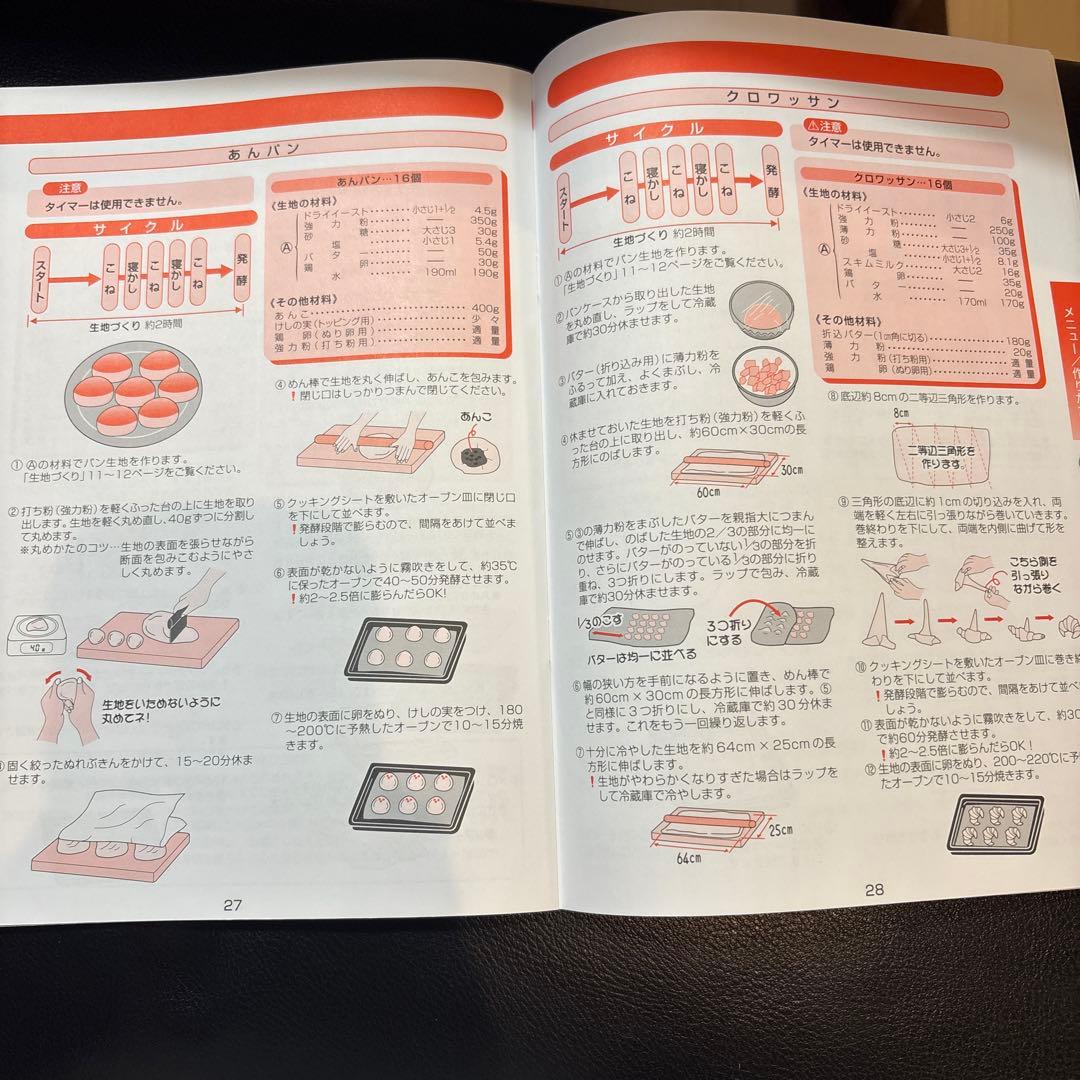 あんパン
注意
タイマーは使用できません。
サイクル
スタート
こね
寝かし
こね
寝かし
こね
発酵
生地づくり 約2時間
あんパン…16個
《生地の材料》
Ⓐ
ドライイースト……… 小さじ1+1/2 4.5g
強力粉……… ― 350g
砂糖……… 大さじ3 30g
塩……… 小さじ1 5.4g
バター……… ― 50g
鶏卵……… ― 30g
水……… 190ml 190g
《その他材料》
あんこ……… 400g
けしの実(トッピング用)……… 少々
鶏卵(ぬり卵用)……… 適量
強力粉(打ち粉用)……… 適量
①Ⓐの材料でパン生地を作ります。
「生地づくり」11～12ページをご覧ください。
②打ち粉(強力粉)を軽くふった台の上に生地を取り
出します。生地を軽く丸め直し、40gずつに分割し
て丸めます。
※丸めかたのコツ…生地の表面を張らせながら
断面を包みこむようにやさ
しく丸めます。
40g
生地をいためないように
丸めてネ!
固く絞ったぬれぶきんをかけて、15～20分休ま
せます。
④めん棒で生地を丸く伸ばし、あんこを包みます。
!閉じ口はしっかりつまんで閉じてください。
あんこ
⑤クッキングシートを敷いたオーブン皿に閉じ口
を下にして並べます。
!発酵段階で膨らむので、間隔をあけて並べま
しょう。
⑥表面が乾かないように霧吹きをして、約35℃
に保ったオーブンで40～50分発酵させます。
!約2～2.5倍に膨らんだらOK!
⑦生地の表面に卵をぬり、けしの実をつけ、180
～200℃に予熱したオーブンで10～15分焼
きます。
27
クロワッサン
サイクル
スタート
こね
寝かし
こね
寝かし
こね
発酵
生地づくり 約2時間
⚠注意
タイマーは使用できません。
クロワッサン…16個
《生地の材料》
Ⓐ
ドライイースト……… 小さじ2 6g
強力粉……… ― 250g
薄力粉……… ― 100g
砂糖……… 大さじ3+1/2 35g
塩……… 小さじ1+1/2 8.1g
スキムミルク……… 大さじ2 16g
鶏卵……… ― 35g
バター……… ― 20g
水……… 170ml 170g
《その他材料》
折込バター(1cm角に切る)……… 180g
薄力粉……… 20g
強力粉(打ち粉用)……… 適量
鶏卵(ぬり卵用)……… 適量
①Ⓐの材料でパン生地を作ります。
「生地づくり」11～12ページをご覧ください。
②パンケースから取り出した生地
を丸め直し、ラップをして冷蔵
庫で約30分休ませます。
③バター(折り込み用)に薄力粉を
ふるって加え、よくまぶし、冷
蔵庫に入れておきます。
④休ませておいた生地を打ち粉(強力粉)を軽くふ
った台の上に取り出し、約60cm×30cmの長
方形にのばします。
30cm
60cm
⑤③の薄力粉をまぶしたバターを親指大につまん
で伸ばし、のばした生地の2/3の部分に均一に
のせます。バターがのっていない1/3の部分を折
り、さらにバターがのっている1/3の部分に折り
重ね、3つ折りにします。ラップで包み、冷蔵
庫で約30分休ませます。
1/3のこす
バターは均一に並べる
3つ折り
にする
⑥幅の狭い方を手前になるように置き、めん棒で
約60cm×30cmの長方形に伸ばします。⑤
と同様に3つ折りにし、冷蔵庫で約30分休ま
せます。これをもう一回繰り返します。
⑦十分に冷やした生地を約64cm×25cmの長
方形に伸ばします。
!生地がやわらかくなりすぎた場合はラップを
して冷蔵庫で冷やします。
25cm
64cm
⑧底辺約8cmの二等辺三角形を作ります。
8cm
二等辺三角形を
作ります。
⑨三角形の底辺に約1cmの切り込みを入れ、両
端を軽く左右に引っ張りながら巻いていきます。
巻終わりを下にして、両端を内側に曲げて形を
整えます。
こちら側を
引っ張り
ながら巻く
⑩クッキングシートを敷いたオーブン皿に巻き終
わりを下にして並べます。
!発酵段階で膨らむので、間隔をあけて並べ
しょう。
⑪表面が乾かないように霧吹きをして、約30
で約60分発酵させます。
!約2～2.5倍に膨らんだらOK!
⑫生地の表面に卵をぬり、200～220℃に予
たオーブンで10～15分焼きます。
28
メニュー/作り方